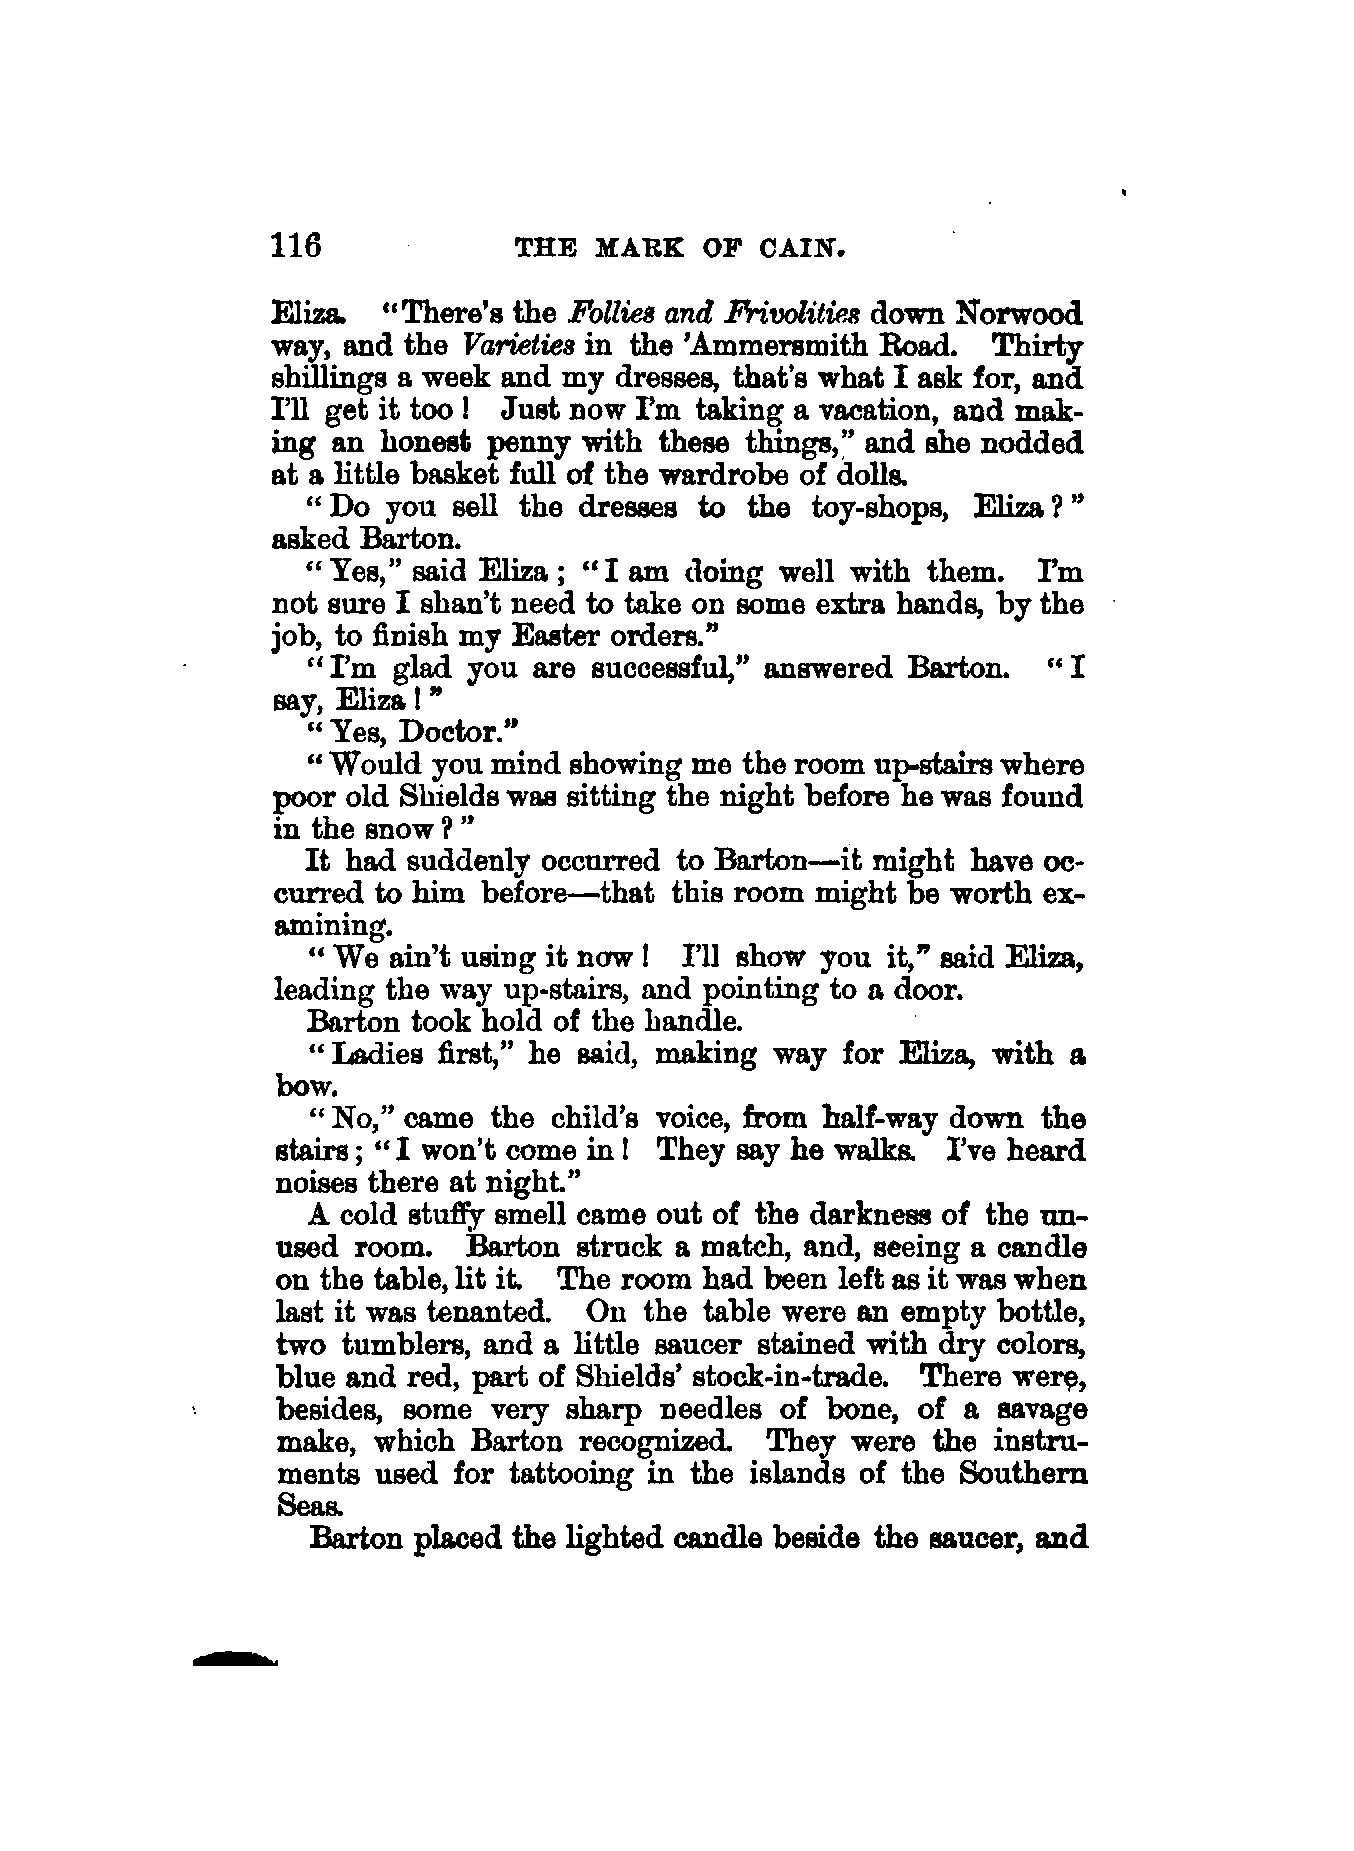 116 THE MARK OF CAIN.
Eliza. “There’s the Follies and Frivolities down Norwood
way, and the Varieties in the ’Ammersmith Road. Thirty
shillings a week and my dresses, that’s what I ask for, and
I’ll get it too! Just now I’m taking a vacation, and mak-
ing an honest penny with these things,” and she nodded
at a little basket full of the wardrobe of dolls.
“Do you sell the dresses to the toy-shops, Eliza?”
asked Barton.
“Yes,” said Eliza; “I am doing well with them. I’m
not sure I shan’t need to take on some extra hands, by the
job, to finish my Easter orders.”
“I’m glad you are successful,” answered Barton. “I
say, Eliza!”
“Yes, Doctor.”
“Would you mind showing me the room up-stairs where
poor old Shields was sitting the night before he was found
in the snow?”
It had suddenly occurred to Barton—it might have oc-
curred to him before—that this room might be worth ex-
amining.
“We ain’t using it now! I’ll show you it,” said Eliza,
leading the way up-stairs, and pointing to a door.
Barton took hold of the handle.
“Ladies first,” he said, making way for Eliza, with a
bow.
“No,” came the child’s voice, from half-way down the
stairs; “I won’t come in! They say he walks. I’ve heard
noises there at night.”
A cold stuffy smell came out of the darkness of the un-
used room. Barton struck a match, and, seeing a candle
on the table, lit it. The room had been left as it was when
last it was tenanted. On the table were an empty bottle,
two tumblers, and a little saucer stained with dry colors,
blue and red, part of Shields’ stock-in-trade. There were,
besides, some very sharp needles of bone, of a savage
make, which Barton recognized. They were the instru-
ments used for tattooing in the islands of the Southern
Seas.
Barton placed the lighted candle beside the saucer, and